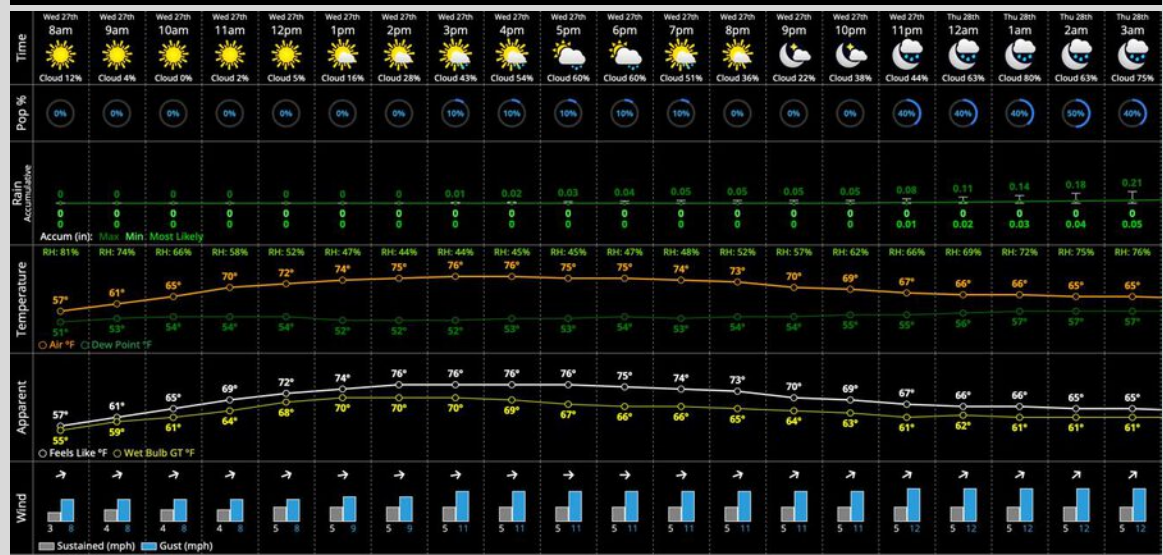 Time
Wed 27th Wed 27th Wed 27th Wed 27th Wed 27th Wed 27th Wed 27th Wed 27th Wed 27th Wed 27th Wed 27th Wed 27th Wed 27th Wed 27th Wed 27th Wed 27th Thu 28th Thu 28th Thu 28th Thu 28th
8am 9am 10am 11am 12pm 1pm 2pm 3pm 4pm 5pm 6pm 7pm 8pm 9pm 10pm 11pm 12am 1am 2am 3am
Cloud 12% Cloud 4% Cloud 0% Cloud 2% Cloud 5% Cloud 16% Cloud 28% Cloud 43% Cloud 54% Cloud 60% Cloud 60% Cloud 51% Cloud 36% Cloud 22% Cloud 38% Cloud 44% Cloud 63% Cloud 80% Cloud 63% Cloud 75%
Pop %
0% 0% 0% 0% 0% 0% 0% 10% 10% 10% 10% 10% 0% 0% 0% 40% 40% 40% 50% 40%
Rain
Accumulative
0 0 0 0 0 0 0 0.01 0.02 0.03 0.04 0.05 0.05 0.05 0.05 0.08 0.11 0.14 0.18 0.21
0 0 0 0 0 0 0 0 0 0 0 0 0 0 0 0 0 0 0 0
0 0 0 0 0 0 0 0 0 0 0 0 0 0 0 0.01 0.02 0.03 0.04 0.05
Accum (in): Max Min Most Likely
Temperature
RH: 81% RH: 74% RH: 66% RH: 58% RH: 52% RH: 47% RH: 44% RH: 44% RH: 45% RH: 45% RH: 47% RH: 48% RH: 52% RH: 57% RH: 62% RH: 66% RH: 69% RH: 72% RH: 75% RH: 76%
57° 61° 65° 70° 72° 74° 75° 76° 76° 75° 75° 74° 73° 70° 69° 67° 66° 66° 65° 65°
51° 53° 54° 54° 54° 52° 52° 52° 53° 53° 54° 53° 54° 54° 55° 55° 56° 57° 57° 57°
Air °F Dew Point °F
Apparent
57° 61° 65° 69° 72° 74° 76° 76° 76° 76° 75° 74° 73° 70° 69° 67° 66° 66° 65° 65°
55° 59° 61° 64° 68° 70° 70° 70° 69° 67° 66° 66° 65° 64° 63° 61° 62° 61° 61° 61°
Feels Like °F Wet Bulb GT °F
Wind
3 8 4 8 4 8 4 8 5 8 5 9 5 9 5 11 5 11 5 11 5 11 5 11 5 11 5 11 5 11 5 12 5 12 5 12 5 12 5 12
Sustained (mph) Gust (mph)